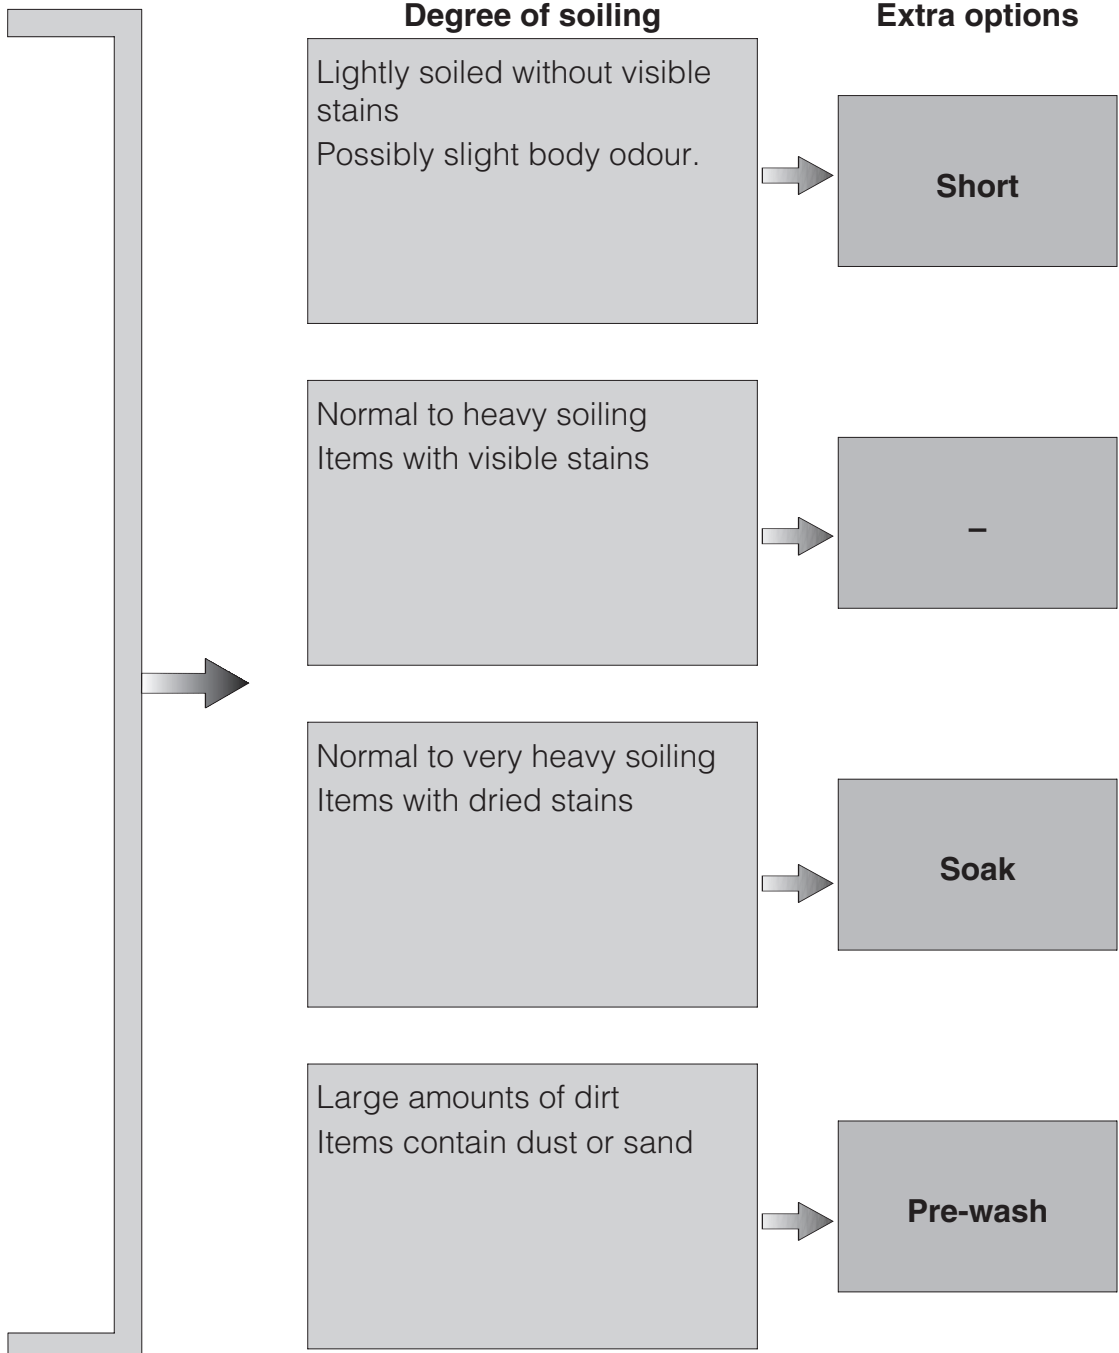 Degree of soiling
Extra options
Lightly soiled without visible
stains
Possibly slight body odour.
Short
Normal to heavy soiling
Items with visible stains
–
Normal to very heavy soiling
Items with dried stains
Soak
Large amounts of dirt
Items contain dust or sand
Pre-wash